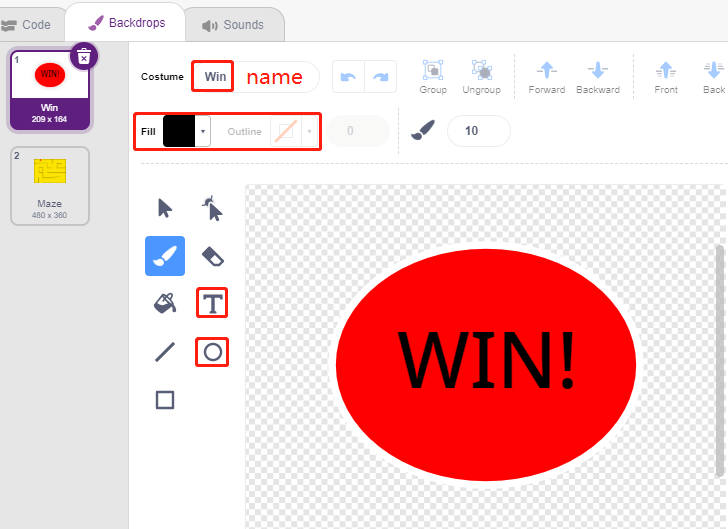 Code
Backdrops
Sounds
1
WIN!
Win
209 x 164
2
Maze
480 x 360
Costume
Win
name
Group
Ungroup
Forward
Backward
Front
Back
Fill
Outline
0
10
T
WIN!